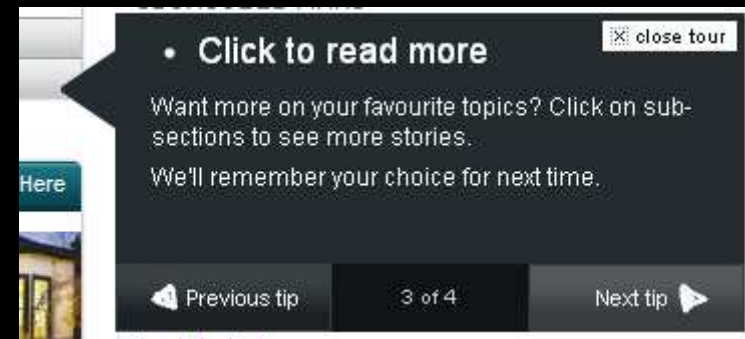 • Click to read more
close tour
Want more on your favourite topics? Click on sub-
sections to see more stories.
We'll remember your choice for next time.
Here
Previous tip
3 of 4
Next tip